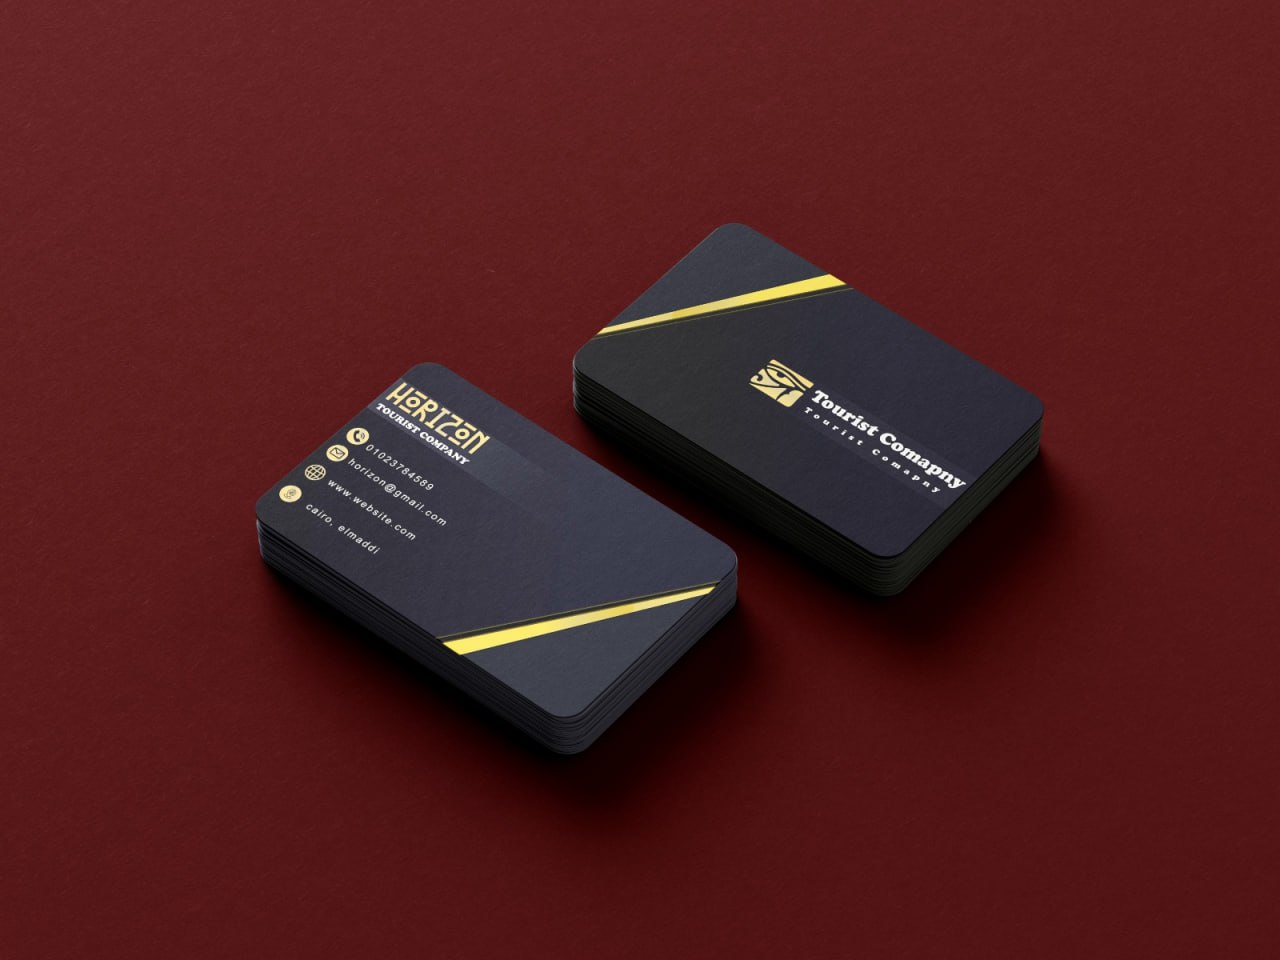 HORIZON
TOURIST COMPANY
01023784589
horizon@gmail.com
www.website.com
cairo, elmaddi
Tourist Comapny
Tourist Comapny